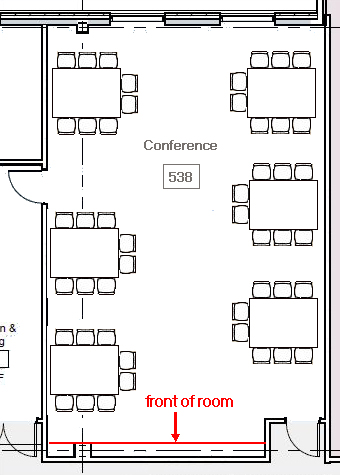 Conference
538
n &
g
F
front of room